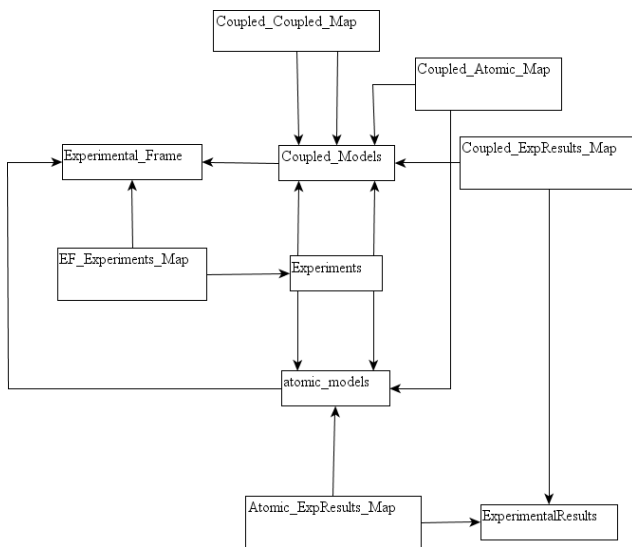 Coupled_Coupled_Map
Coupled_Atomic_Map
Experimental_Frame
Coupled_Models
Coupled_ExpResults_Map
EF_Experiments_Map
Experiments
atomic_models
Atomic_ExpResults_Map
ExperimentalResults